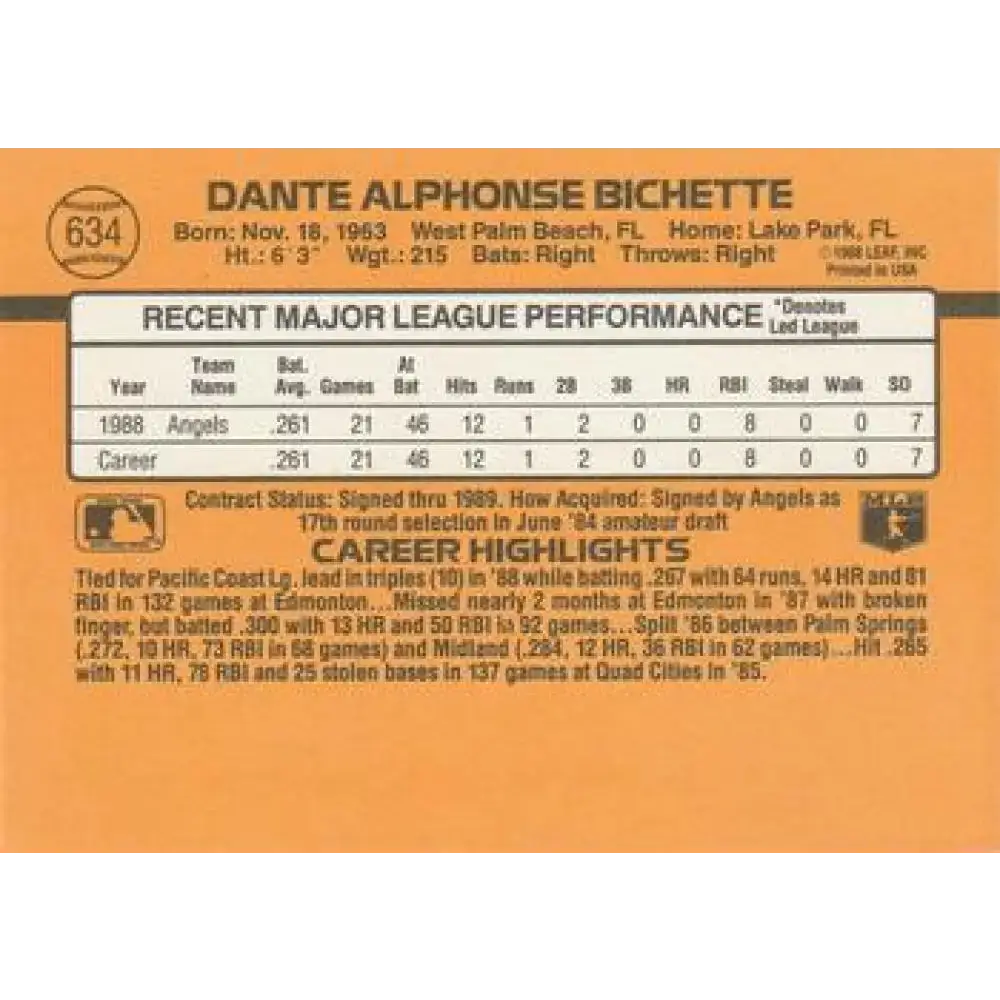 DANTE ALPHONSE BICHETTE
634
Born: Nov. 18, 1963 West Palm Beach, FL Home: Lake Park, FL
Ht.: 6'3" Wgt.: 215 Bats: Right Throws: Right
© 1988 LEAF, INC
Printed in USA
RECENT MAJOR LEAGUE PERFORMANCE *Denotes Led League
Year Team Name Bat. Avg. Games At Bat Hits Runs 2B 3B HR RBI Steal Walk SO
1988 Angels .261 21 46 12 1 2 0 0 8 0 0 7
Career .261 21 46 12 1 2 0 0 8 0 0 7
Contract Status: Signed thru 1989. How Acquired: Signed by Angels as
17th round selection in June '84 amateur draft
CAREER HIGHLIGHTS
Tied for Pacific Coast Lg. lead in triples (10) in '88 while batting .267 with 64 runs, 14 HR and 81
RBI in 132 games at Edmonton...Missed nearly 2 months at Edmonton in '87 with broken
finger, but batted .300 with 13 HR and 50 RBI in 92 games...Split '86 between Palm Springs
(.272, 10 HR, 73 RBI in 68 games) and Midland (.284, 12 HR, 36 RBI in 62 games)...Hit .265
with 11 HR, 78 RBI and 25 stolen bases in 137 games at Quad Cities in '85.